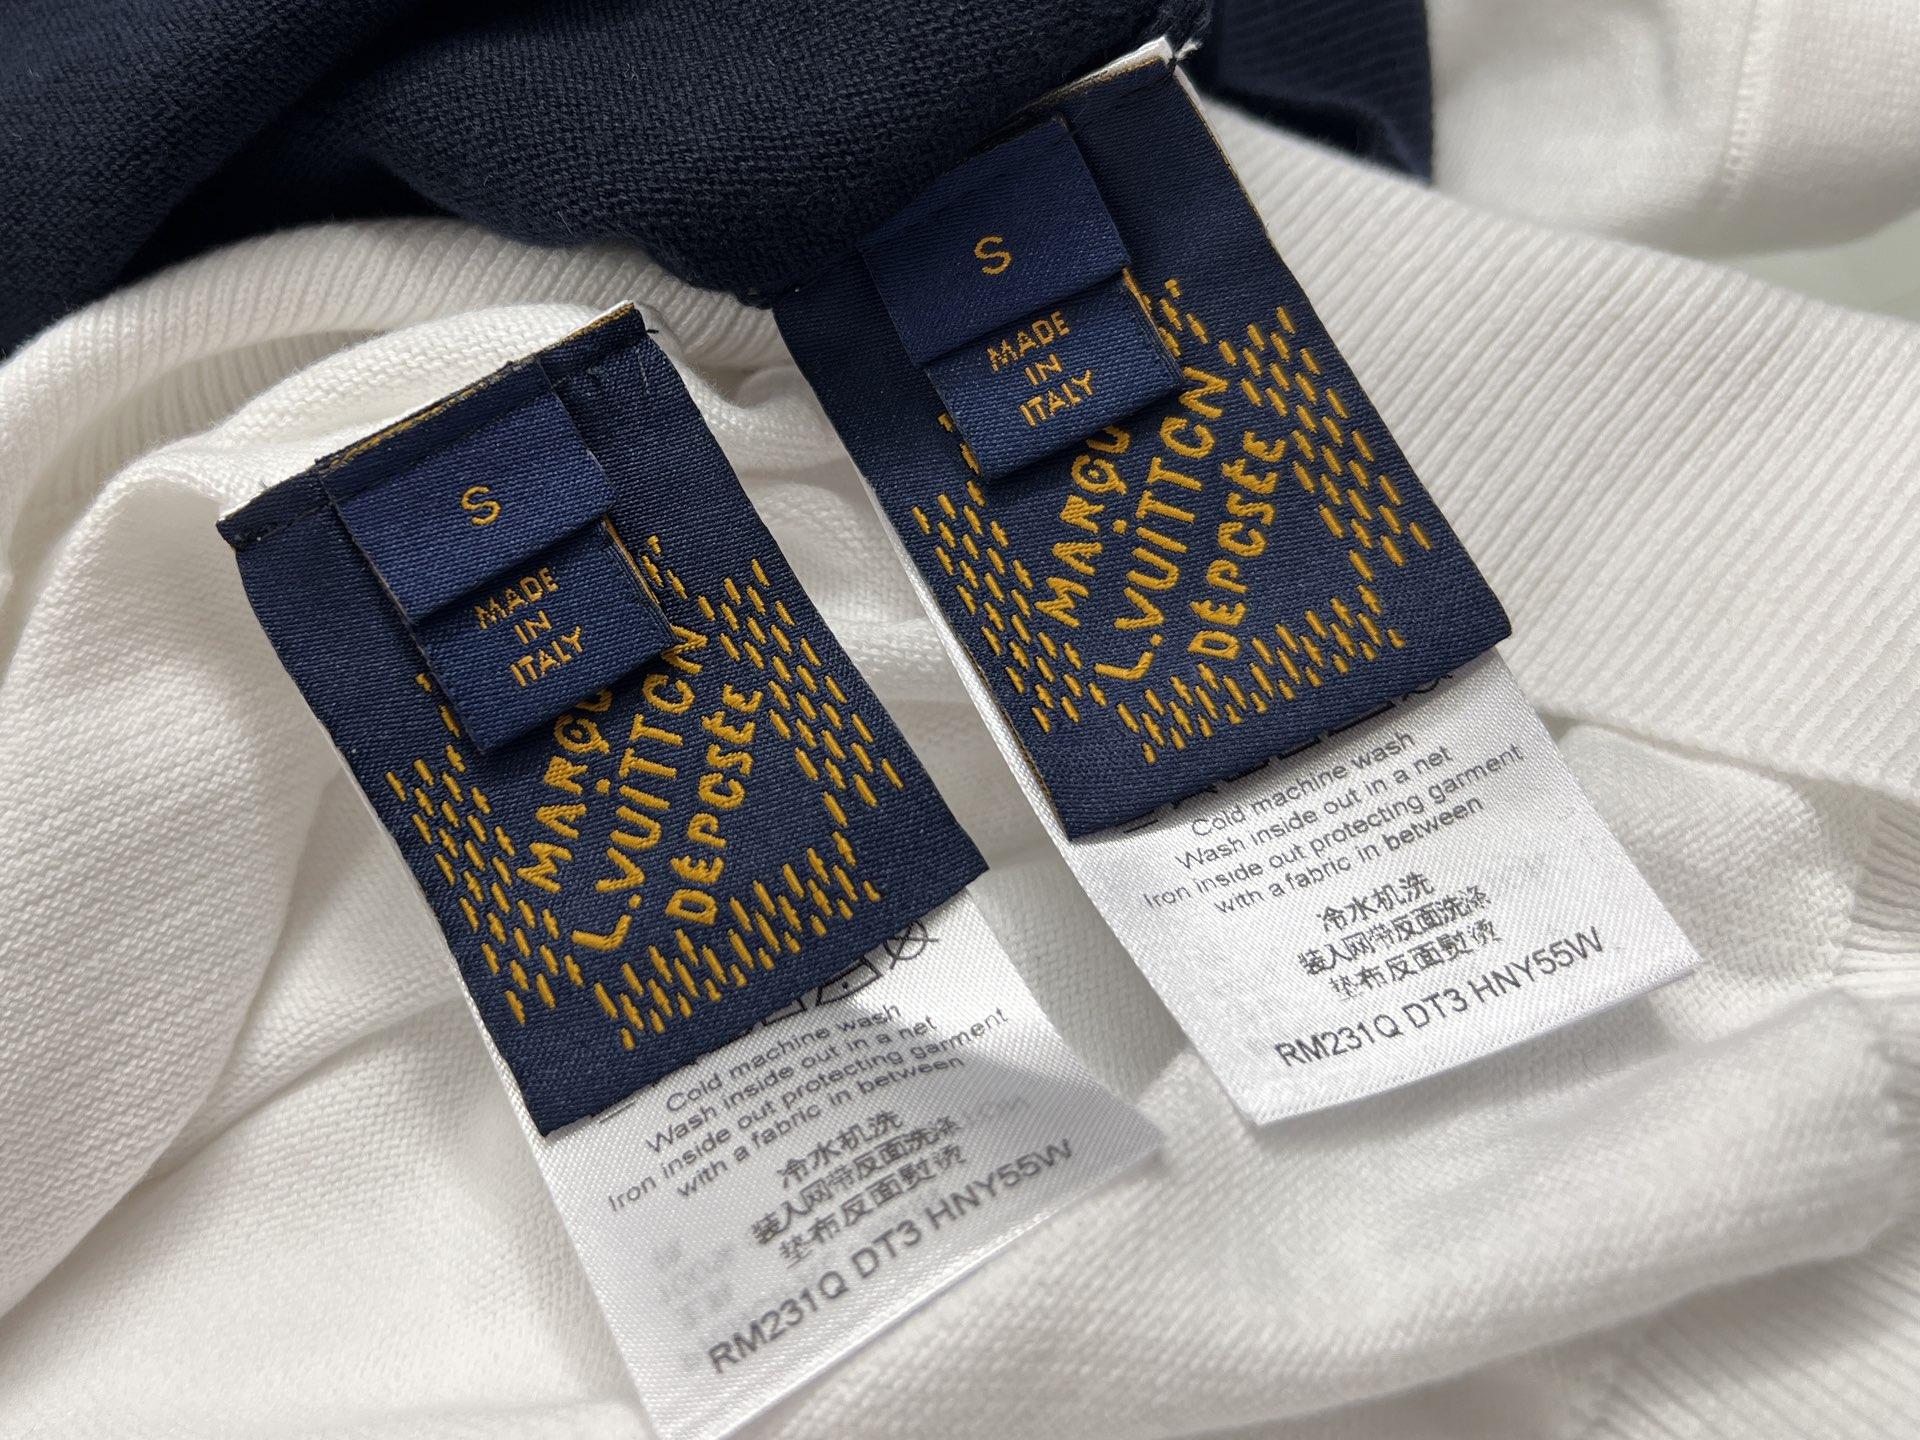 S
MADE
IN
ITALY
L.VUITTON
DEPOSEE
Cold machine wash
Wash inside out in a net
Iron inside out protecting garment
with a fabric in between
冷水机洗
装入网带反面洗涤
垫布反面熨烫
RM231Q DT3 HNY55W
S
MADE
IN
ITALY
L.VUITTON
DEPOSEE
Cold machine wash
Wash inside out in a net
Iron inside out protecting garment
with a fabric in between
冷水机洗
装入网带反面洗涤
垫布反面熨烫
RM231Q DT3 HNY55W